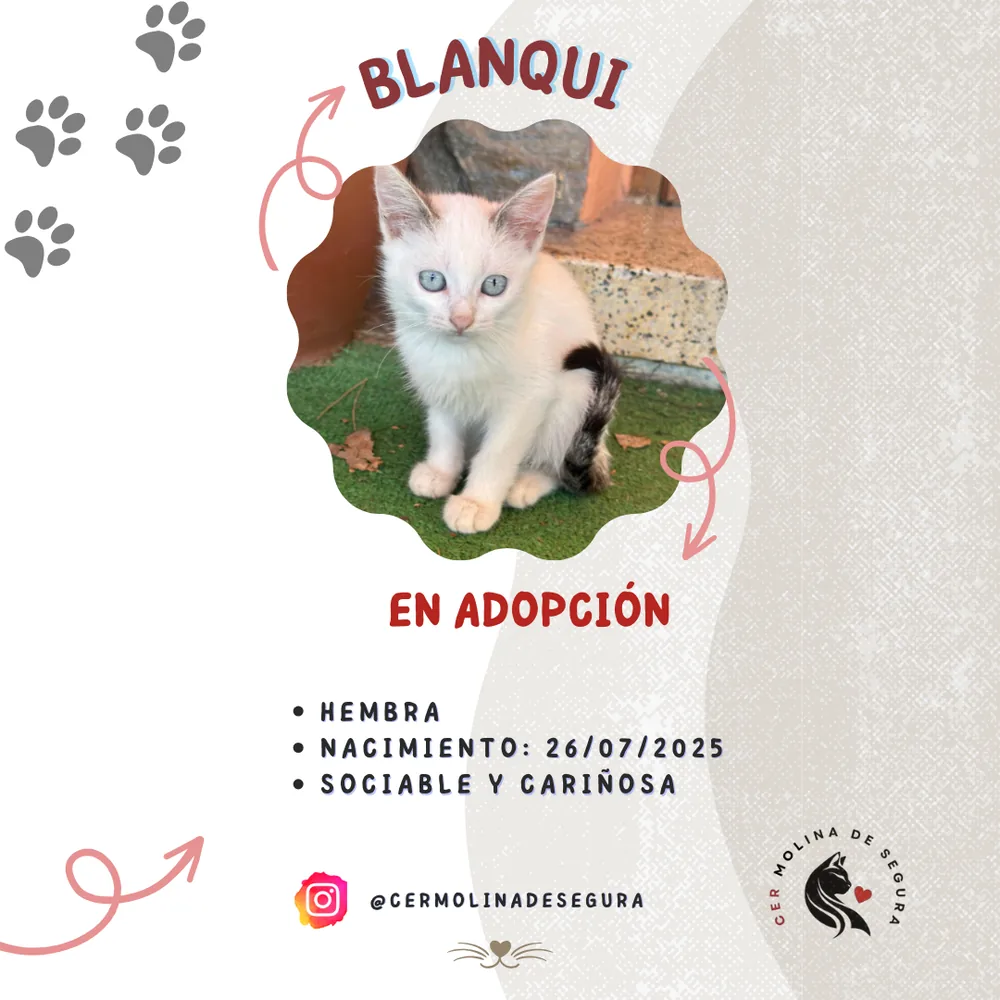 BLANQUI
EN ADOPCIÓN
• HEMBRA
• NACIMIENTO: 26/07/2025
• SOCIABLE Y CARIÑOSA
@CERMOLINADESEGURA
CER MOLINA DE SEGURA